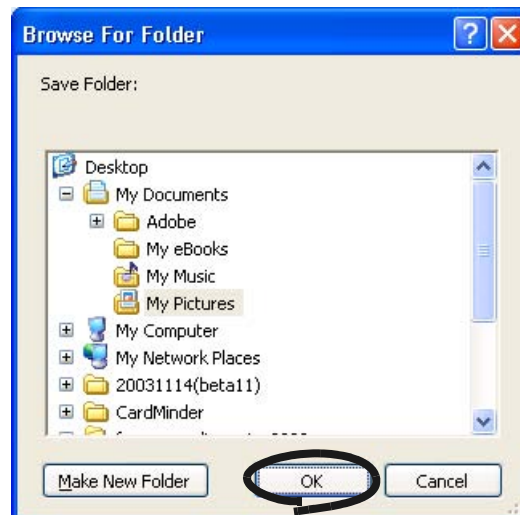 Browse For Folder
Save Folder:
Desktop
My Documents
Adobe
My eBooks
My Music
My Pictures
My Computer
My Network Places
20031114(beta11)
CardMinder
Make New Folder OK Cancel